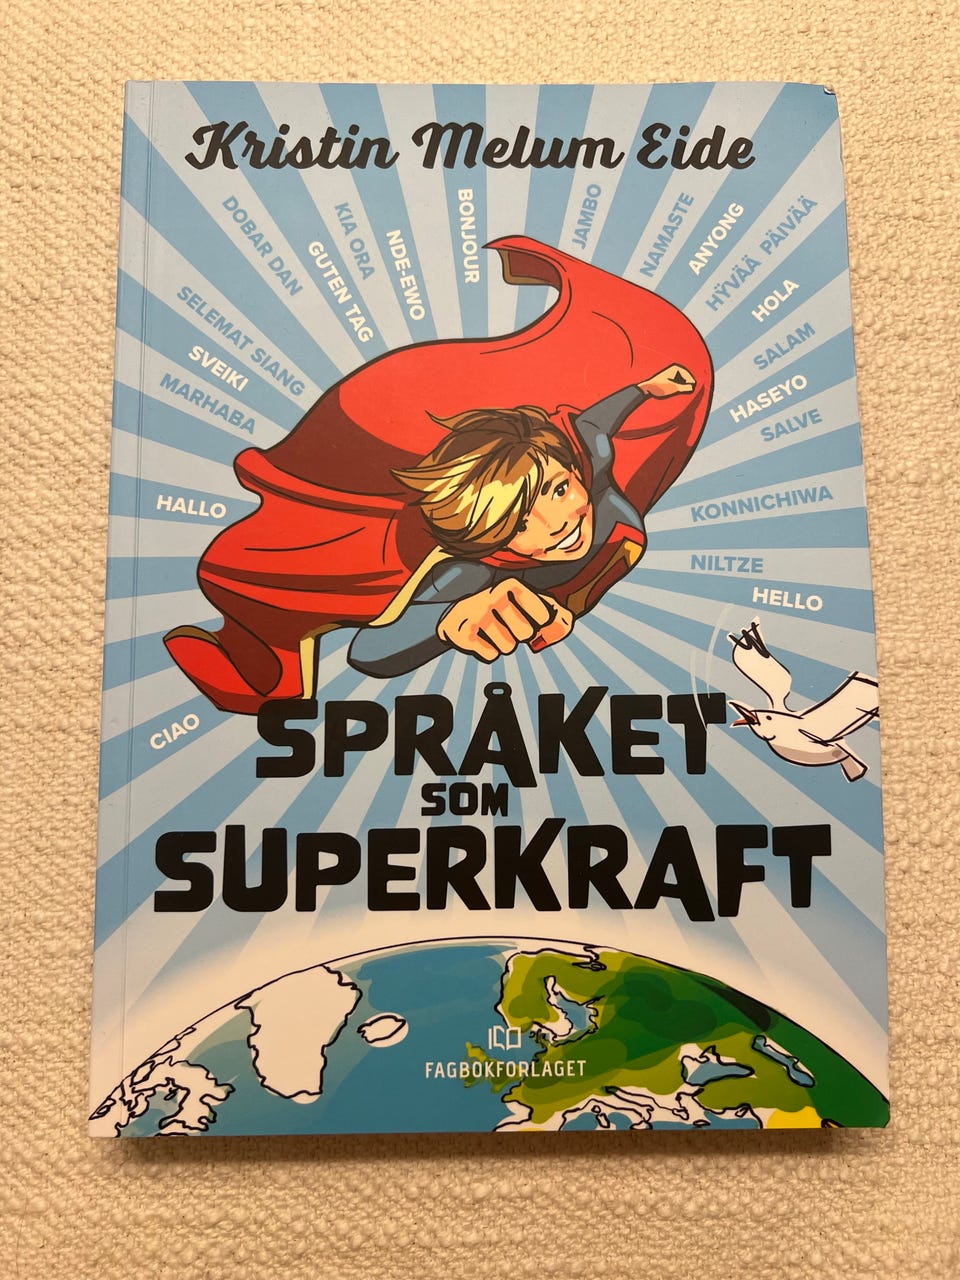 Kristin Melum Eide
DOBAR DAN
KIA ORA
GUTEN TAG
NDE-EWO
BONJOUR
JAMBO
NAMASTE
ANYONG
HYVÄÄ PÄIVÄÄ
HOLA
SELEMAT SIANG
SVEIKI
MARHABA
SALAM
HASEYO
SALVE
HALLO
KONNICHIWA
NILTZE
HELLO
CIAO
SPRÅKET
SOM
SUPERKRAFT
FAGBOKFORLAGET